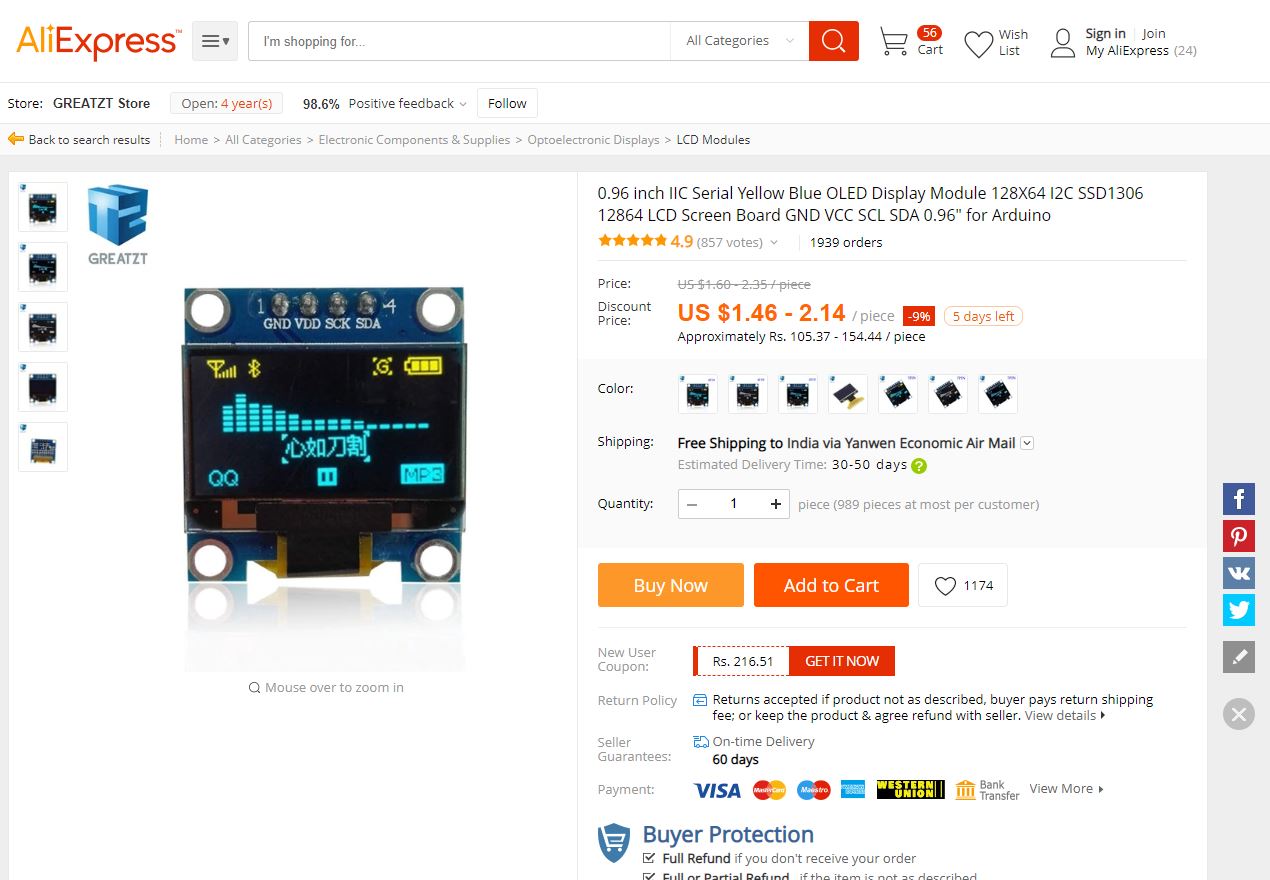 AliExpress™
I'm shopping for...
All Categories
56
Cart
Wish
List
Sign in
Join
My AliExpress (24)
Store: GREATZT Store
Open: 4 year(s)
98.6% Positive feedback
Follow
Back to search results
Home > All Categories > Electronic Components & Supplies > Optoelectronic Displays > LCD Modules
GREATZT
1 4
GND VDD SCK SDA
G
心如刀割
QQ
MP3
Mouse over to zoom in
0.96 inch IIC Serial Yellow Blue OLED Display Module 128X64 I2C SSD1306
12864 LCD Screen Board GND VCC SCL SDA 0.96" for Arduino
4.9 (857 votes)
1939 orders
Price: US $1.60 - 2.35 / piece
Discount
Price:
US $1.46 - 2.14 / piece -9% 5 days left
Approximately Rs. 105.37 - 154.44 / piece
Color:
Shipping: Free Shipping to India via Yanwen Economic Air Mail
Estimated Delivery Time: 30-50 days ?
Quantity: – 1 + piece (989 pieces at most per customer)
Buy Now
Add to Cart
1174
New User
Coupon:
Rs. 216.51 GET IT NOW
Return Policy
Returns accepted if product not as described, buyer pays return shipping
fee; or keep the product & agree refund with seller. View details
Seller
Guarantees:
On-time Delivery
60 days
Payment: VISA MasterCard Maestro WESTERN UNION Bank Transfer View More
Buyer Protection
Full Refund if you don't receive your order
Full or Partial Refund , if the item is not as described